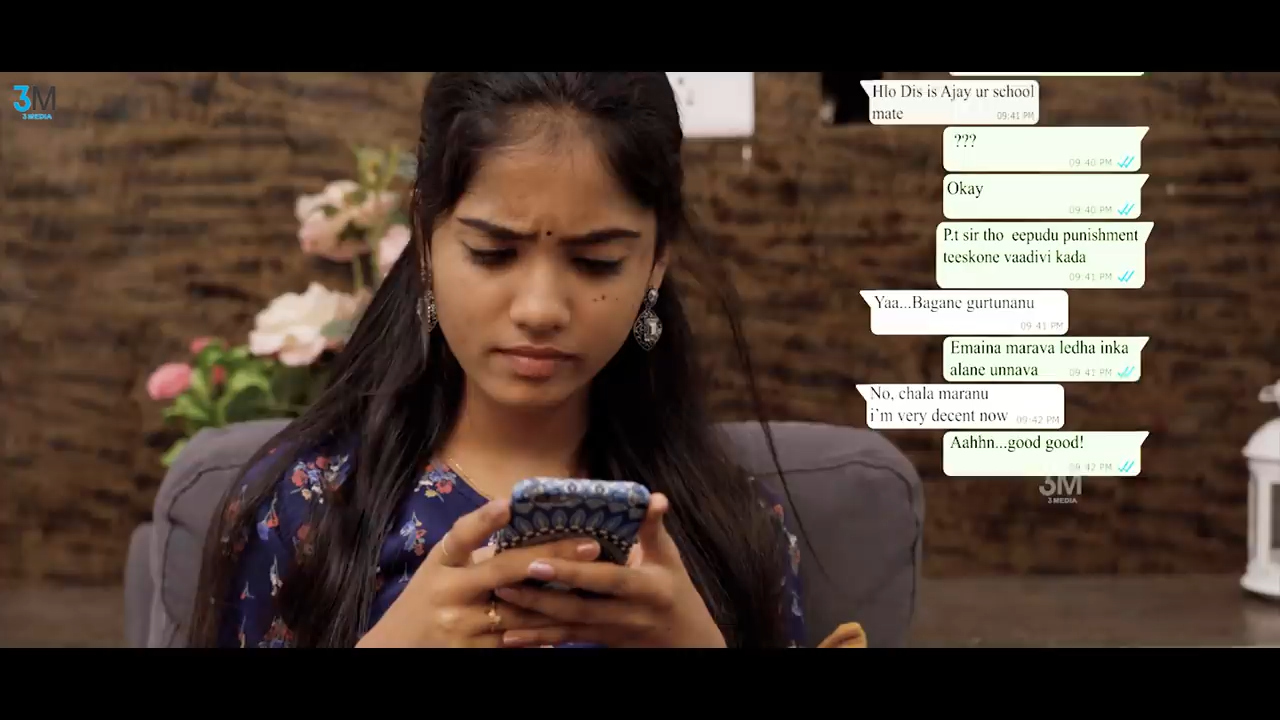 3M
3 MEDIA
Hlo Dis is Ajay ur school
mate
09:41 PM
???
09:40 PM
Okay
09:40 PM
P.t sir tho eepudu punishment
teeskone vaadivi kada
09:41 PM
Yaa...Bagane gurtunanu
09:41 PM
Emaina marava ledha inka
alane unnava
09:41 PM
No, chala maranu
i'm very decent now
09:42 PM
Aahhn...good good!
09:42 PM
3M
3 MEDIA